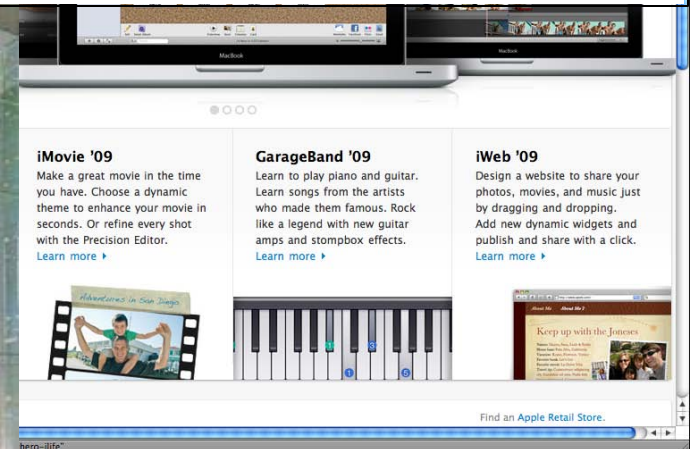 MacBook
MacBook
iMovie '09
Make a great movie in the time
you have. Choose a dynamic
theme to enhance your movie in
seconds. Or refine every shot
with the Precision Editor.
Learn more
GarageBand '09
Learn to play piano and guitar.
Learn songs from the artists
who made them famous. Rock
like a legend with new guitar
amps and stompbox effects.
Learn more
iWeb '09
Design a website to share your
photos, movies, and music just
by dragging and dropping.
Add new dynamic widgets and
publish and share with a click.
Learn more
Adventures in San Diego
1
5
About Me
Keep up with the Joneses
Find an Apple Retail Store.
hero-ilife"